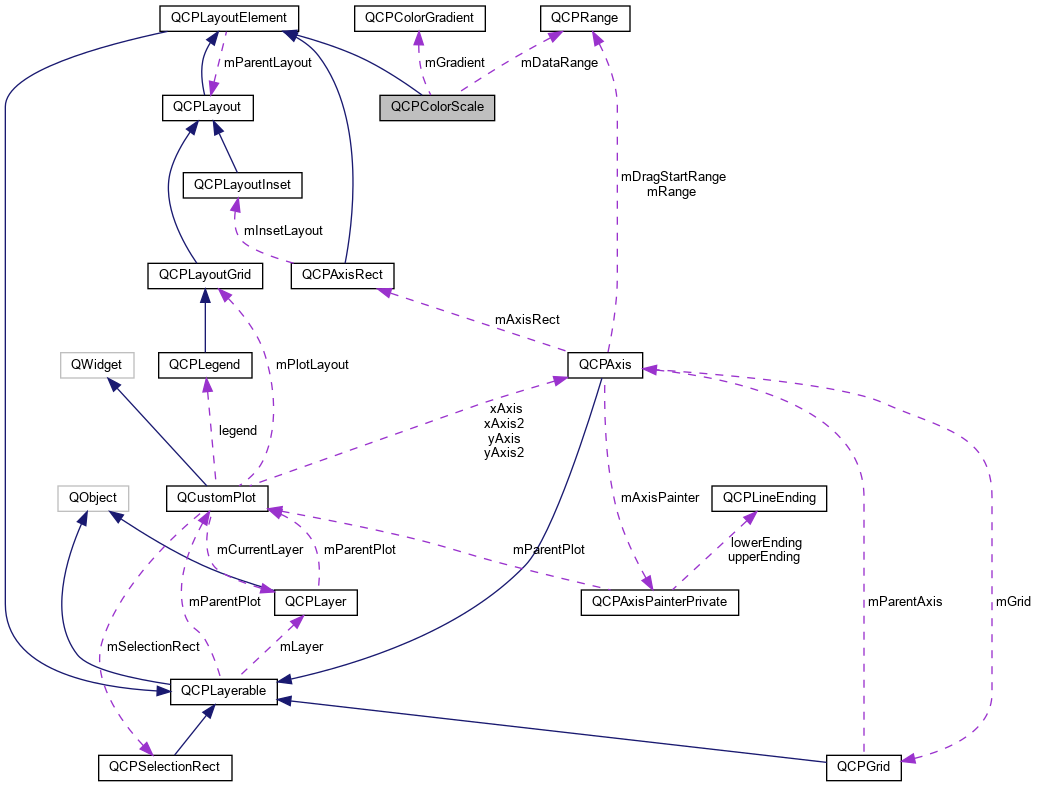 QCPLayoutElement
QCPColorGradient
QCPRange
mParentLayout
mGradient
mDataRange
QCPLayout
QCPColorScale
QCPLayoutInset
mDragStartRange
mRange
mInsetLayout
QCPLayoutGrid
QCPAxisRect
mAxisRect
QWidget
QCPLegend
mPlotLayout
QCPAxis
xAxis
xAxis2
yAxis
yAxis2
legend
QObject
QCustomPlot
mAxisPainter
QCPLineEnding
mCurrentLayer
mParentPlot
mParentPlot
lowerEnding
upperEnding
mParentPlot
QCPLayer
QCPAxisPainterPrivate
mParentAxis
mGrid
mSelectionRect
mLayer
QCPLayerable
QCPSelectionRect
QCPGrid